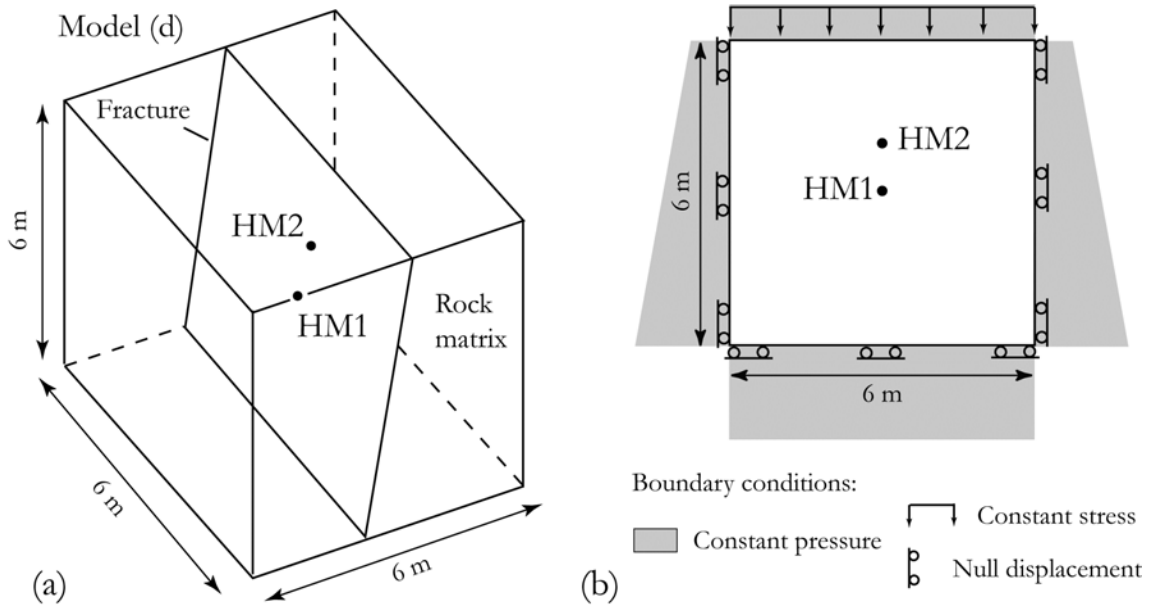 Model (d)
Fracture
HM2
HM1
Rock
matrix
6 m
6 m
6 m
(a)
HM2
HM1
6 m
6 m
Boundary conditions:
Constant pressure
Constant stress
Null displacement
(b)